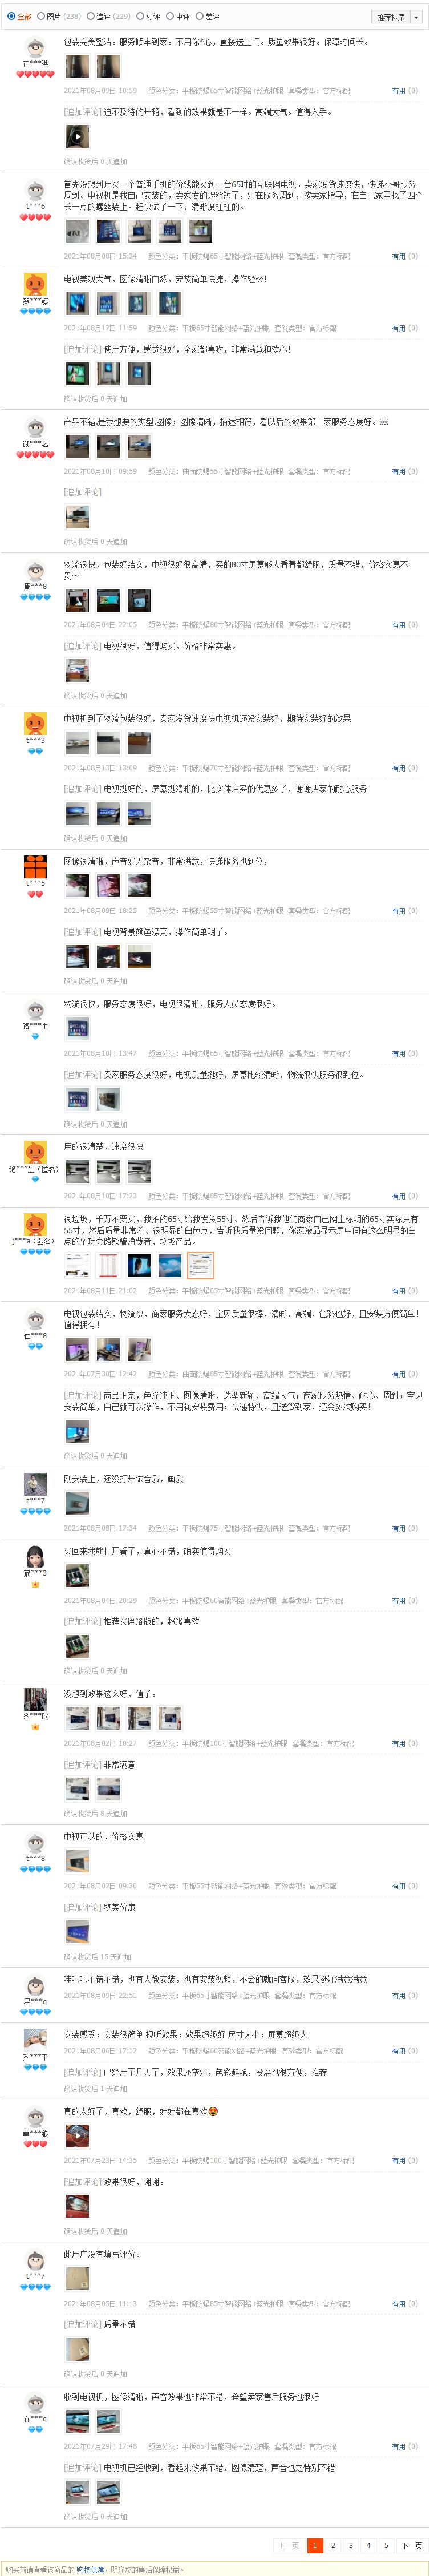 全部 图片 (238) 追评 (229) 好评 中评 差评 推荐排序
包装完美整洁。服务顺丰到家。不用你*心，直接送上门。质量效果很好。保障时间长。
正***洪
2021年08月09日 10:59 颜色分类：平板防爆65寸智能网络+蓝光护眼 套餐类型：官方标配 有用 (0)
[追加评论] 迫不及待的开箱，看到的效果就是不一样。高端大气。值得入手。
确认收货后 0 天追加
首先没想到用买一个普通手机的价钱能买到一台65吋的互联网电视。卖家发货速度快，快递小哥服务
周到。电视机是我自己安装的，卖家发的螺丝短了，好在服务周到，按卖家指导，在自己家里找了四个
长一点的螺丝装上。赶快试了一下，清晰度杠杠的。
t***6
2021年08月08日 15:34 颜色分类：平板防爆65寸智能网络+蓝光护眼 套餐类型：官方标配 有用 (0)
电视美观大气，图像清晰自然，安装简单快捷，操作轻松！
2021年08月12日 11:59 颜色分类：平板65寸智能网络+蓝光护眼 套餐类型：官方标配 有用 (0)
[追加评论] 使用方便，感觉很好，全家都喜欢，非常满意和欢心！
确认收货后 0 天追加
产品不错.是我想要的类型.图像；图像清晰，描述相符，看以后的效果第二家服务态度好。
2021年08月10日 09:59 颜色分类：曲面防爆55寸智能网络+蓝光护眼 套餐类型：官方标配 有用 (0)
[追加评论]
确认收货后 0 天追加
物流很快，包装好结实，电视很好很高清，买的80寸屏幕够大看着都舒服，质量不错，价格实惠不
贵～
周***8
2021年08月04日 22:05 颜色分类：平板防爆80寸智能网络+蓝光护眼 套餐类型：官方标配 有用 (0)
[追加评论] 电视很好，值得购买，价格非常实惠。
确认收货后 0 天追加
电视机到了物流包装很好，卖家发货速度快电视机还没安装好，期待安装好的效果
t***3
2021年08月13日 13:09 颜色分类：平板防爆70寸智能网络+蓝光护眼 套餐类型：官方标配 有用 (0)
[追加评论] 电视挺好的，屏幕挺清晰的，比实体店买的优惠多了，谢谢店家的耐心服务
确认收货后 0 天追加
图像很清晰，声音好无杂音，非常满意，快递服务也到位，
t***5
2021年08月09日 18:25 颜色分类：平板防爆55寸智能网络+蓝光护眼 套餐类型：官方标配 有用 (0)
[追加评论] 电视背景颜色漂亮，操作简单明了。
确认收货后 0 天追加
物流很快，服务态度很好，电视很清晰，服务人员态度很好。
2021年08月10日 13:47 颜色分类：平板防爆65寸智能网络+蓝光护眼 套餐类型：官方标配 有用 (0)
[追加评论] 卖家服务态度很好，电视质量挺好，屏幕比较清晰，物流很快服务很到位。
确认收货后 0 天追加
用的很清楚，速度很快
绝***生（匿名）
2021年08月10日 17:23 颜色分类：平板防爆85寸智能网络+蓝光护眼 套餐类型：官方标配 有用 (0)
很垃圾，千万不要买，我拍的65寸给我发货55寸、然后告诉我他们商家自己网上标明的65寸实际只有
55寸，然后质量非常差、很明显的白色点，告诉我质量没问题，你家液晶显示屏中间有这么明显的白
点的？玩套路欺骗消费者、垃圾产品。
j***a（匿名）
2021年08月11日 21:02 颜色分类：平板防爆65寸智能网络+蓝光护眼 套餐类型：官方标配 有用 (0)
电视包装结实，物流快，商家服务大态好，宝贝质量很棒，清晰、高端，色彩也好，且安装方便简单！
值得拥有！
仁***8
2021年07月30日 12:42 颜色分类：曲面防爆85寸智能网络+蓝光护眼 套餐类型：官方标配 有用 (0)
[追加评论] 商品正宗，色泽纯正、图像清晰、造型新颖、高端大气；商家服务热情、耐心、周到；宝贝
安装简单，自己就可以操作，不用花安装费用；快递特快，且送货到家，还会多次购买！
确认收货后 0 天追加
刚安装上，还没打开试音质，画质
t***7
2021年08月08日 17:34 颜色分类：平板防爆75寸智能网络+蓝光护眼 套餐类型：官方标配 有用 (0)
买回来我就打开看了，真心不错，确实值得购买
猫***3
2021年08月04日 20:29 颜色分类：平板防爆60智能网络+蓝光护眼 套餐类型：官方标配 有用 (0)
[追加评论] 推荐买网络版的，超级喜欢
确认收货后 0 天追加
没想到效果这么好，值了。
齐***欣
2021年08月02日 10:27 颜色分类：平板防爆100寸智能网络+蓝光护眼 套餐类型：官方标配 有用 (0)
[追加评论] 非常满意
确认收货后 8 天追加
电视可以的，价格实惠
t***8
2021年08月02日 09:30 颜色分类：平板55寸智能网络+蓝光护眼 套餐类型：官方标配 有用 (0)
[追加评论] 物美价廉
确认收货后 15 天追加
哇咔咔不错不错，也有人教安装，也有安装视频，不会的就问客服，效果挺好满意满意
星***g
2021年08月09日 22:51 颜色分类：平板65寸智能网络+蓝光护眼 套餐类型：官方标配 有用 (0)
安装感受：安装很简单 视听效果：效果超级好 尺寸大小：屏幕超级大
乔***平
2021年08月06日 17:12 颜色分类：平板防爆60智能网络+蓝光护眼 套餐类型：官方标配 有用 (0)
[追加评论] 已经用了几天了，效果还蛮好，色彩鲜艳，投屏也很方便，推荐
确认收货后 1 天追加
真的太好了，喜欢，舒服，娃娃都在喜欢😍
2021年07月23日 14:35 颜色分类：平板防爆100寸智能网络+蓝光护眼 套餐类型：官方标配 有用 (0)
[追加评论] 效果很好，谢谢。
确认收货后 0 天追加
此用户没有填写评价。
t***7
2021年08月05日 11:13 颜色分类：平板防爆85寸智能网络+蓝光护眼 套餐类型：官方标配 有用 (0)
[追加评论] 质量不错
确认收货后 0 天追加
收到电视机，图像清晰，声音效果也非常不错，希望卖家售后服务也很好
在***q
2021年07月29日 17:48 颜色分类：平板防爆65寸智能网络+蓝光护眼 套餐类型：官方标配 有用 (0)
[追加评论] 电视机已经收到，看起来效果不错，图像清楚，声音也之特别不错
确认收货后 0 天追加
上一页 1 2 3 4 5 下一页
购买前请查看该商品的 购物保障，明确您的售后保障权益。